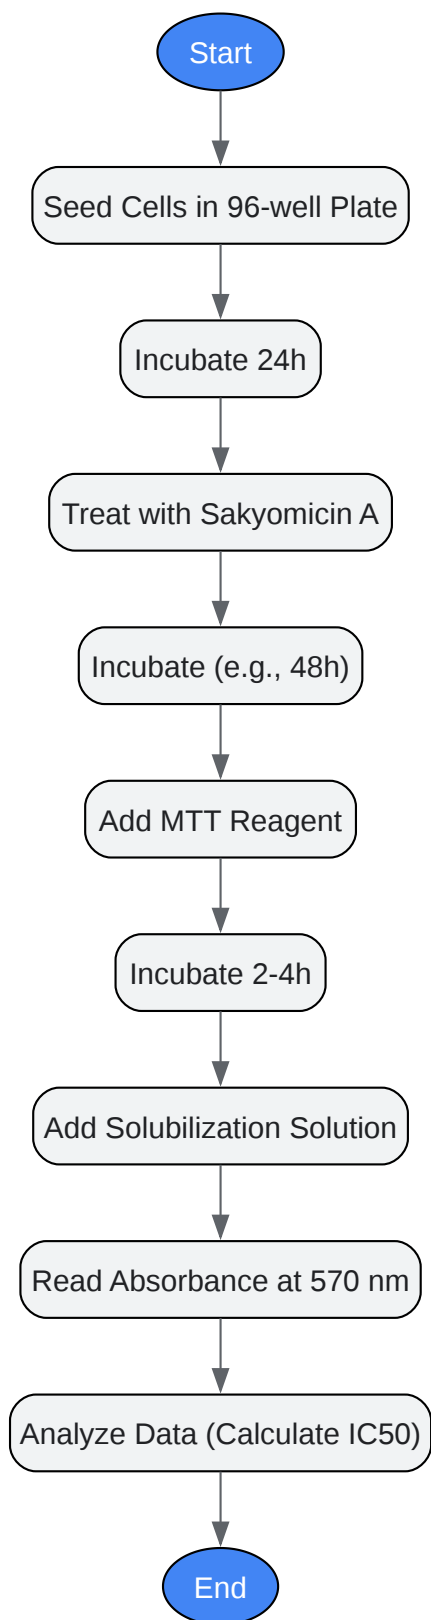 Start
Seed Cells in 96-well Plate
Incubate 24h
Treat with Sakyomicin A
Incubate (e.g., 48h)
Add MTT Reagent
Incubate 2-4h
Add Solubilization Solution
Read Absorbance at 570 nm
Analyze Data (Calculate IC50)
End